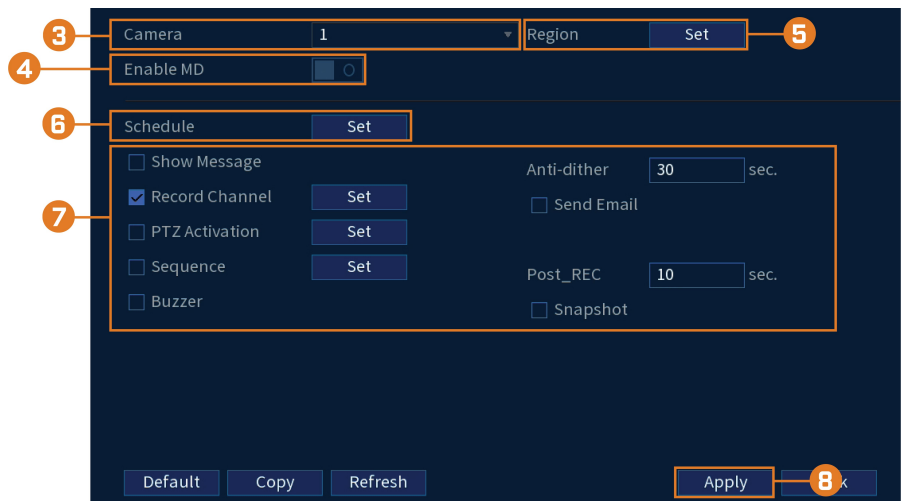 3 Camera 1 Region Set 5
4 Enable MD
6 Schedule Set
Show Message
Anti-dither 30 sec.
7 Record Channel Set
Send Email
PTZ Activation Set
Sequence Set
Post_REC 10 sec.
Buzzer
Snapshot
Default Copy Refresh Apply 8